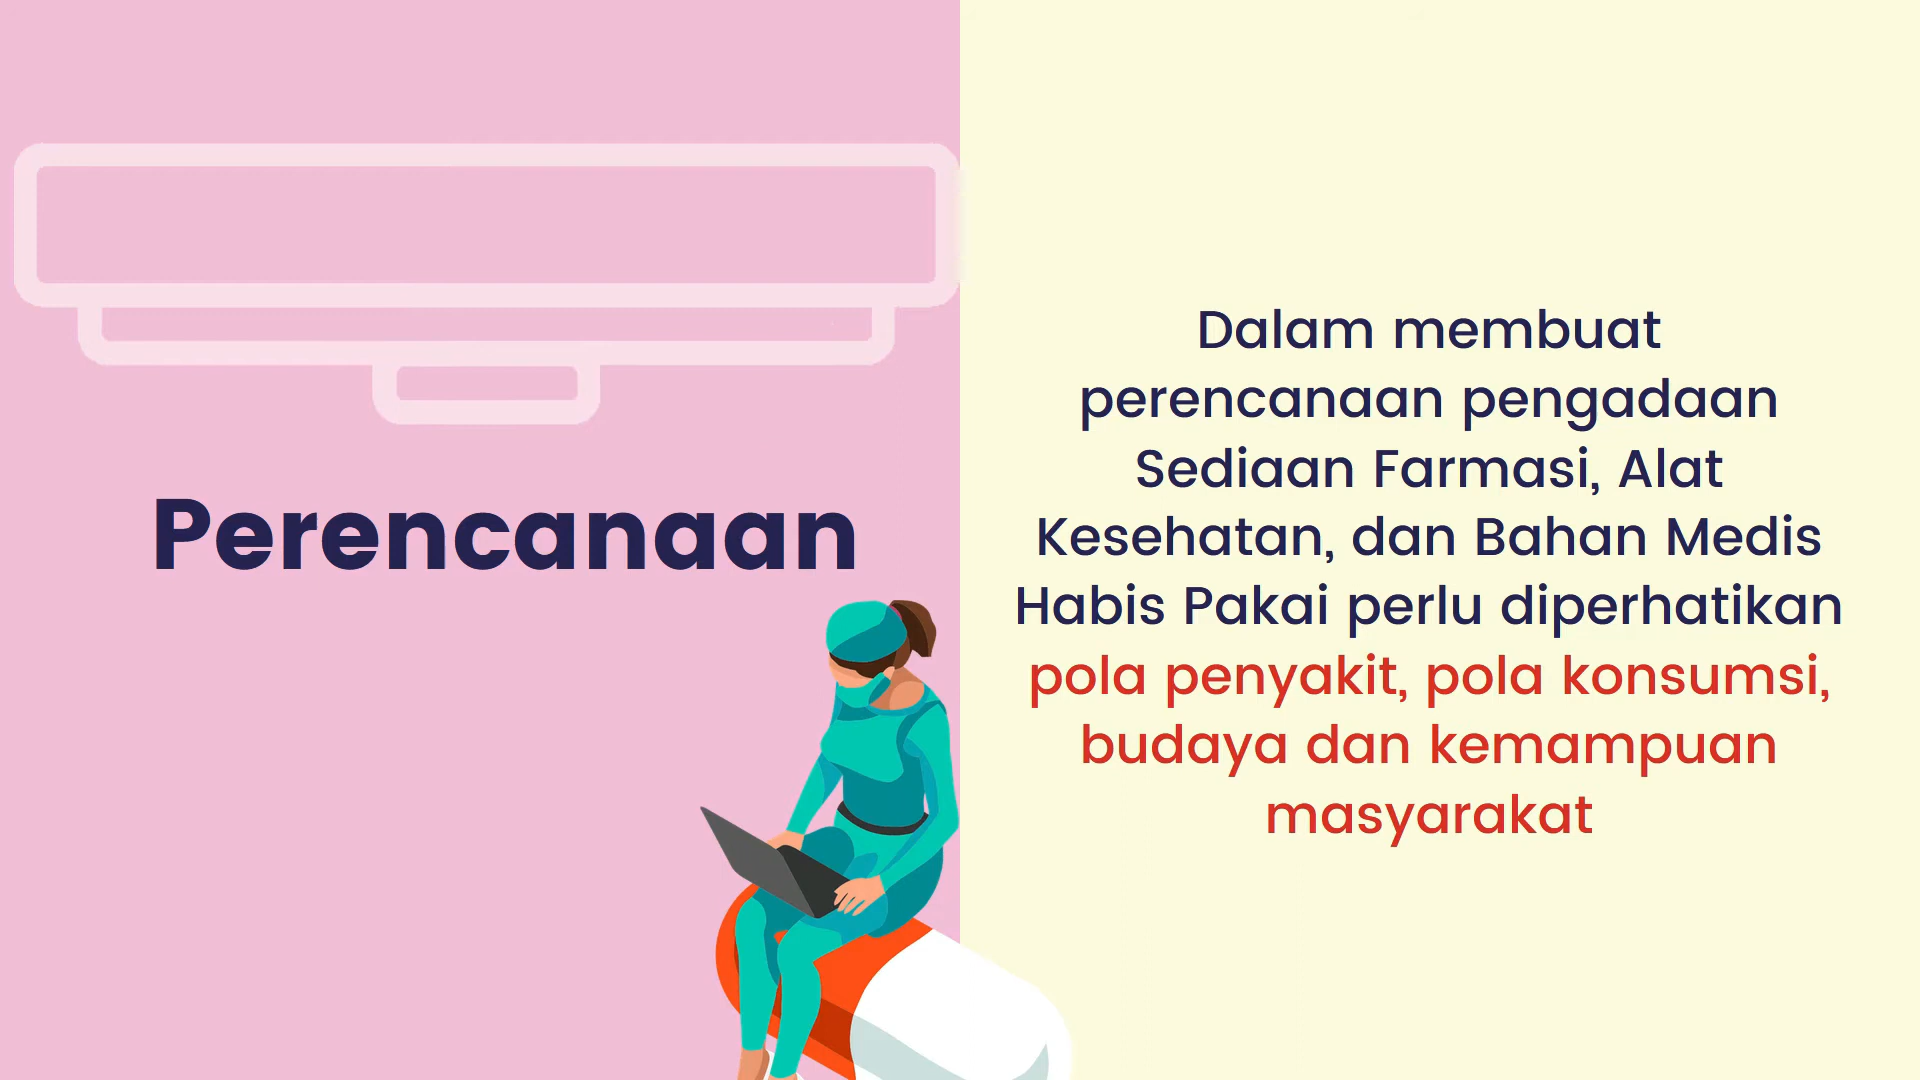 Perencanaan
Dalam membuat
perencanaan pengadaan
Sediaan Farmasi, Alat
Kesehatan, dan Bahan Medis
Habis Pakai perlu diperhatikan
pola penyakit, pola konsumsi,
budaya dan kemampuan
masyarakat